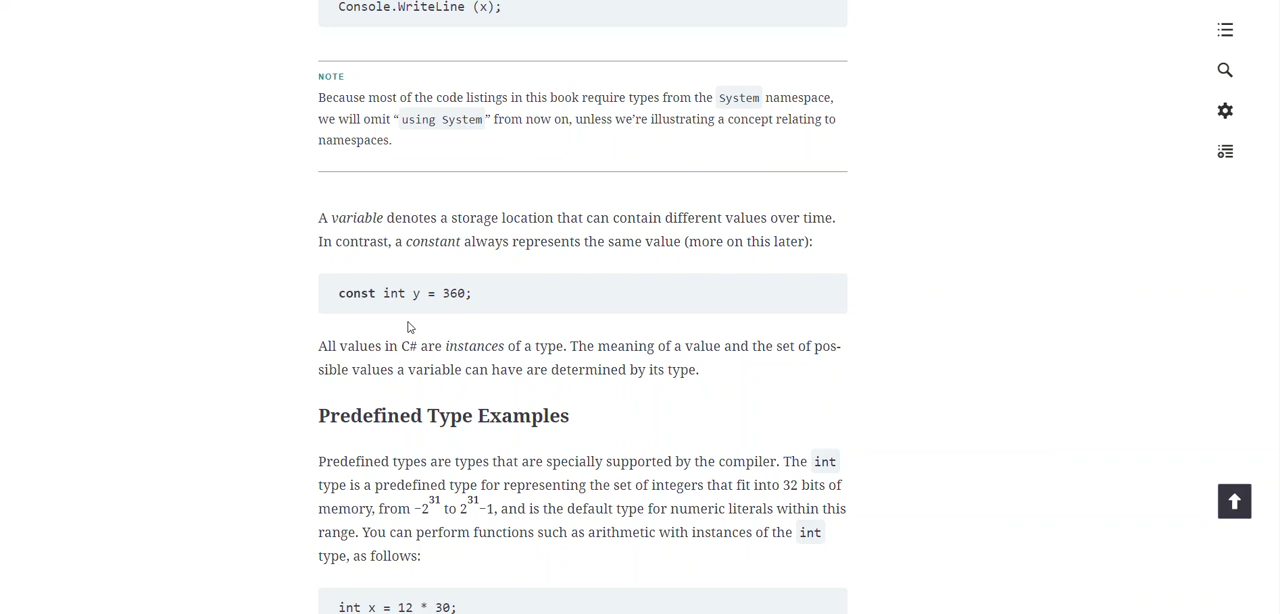 Console.WriteLine (x);
NOTE
Because most of the code listings in this book require types from the System namespace,
we will omit “using System” from now on, unless we’re illustrating a concept relating to
namespaces.
A variable denotes a storage location that can contain different values over time.
In contrast, a constant always represents the same value (more on this later):
const int y = 360;
All values in C# are instances of a type. The meaning of a value and the set of pos-
sible values a variable can have are determined by its type.
Predefined Type Examples
Predefined types are types that are specially supported by the compiler. The int
type is a predefined type for representing the set of integers that fit into 32 bits of
memory, from −2³¹ to 2³¹−1, and is the default type for numeric literals within this
range. You can perform functions such as arithmetic with instances of the int
type, as follows:
int x = 12 * 30;